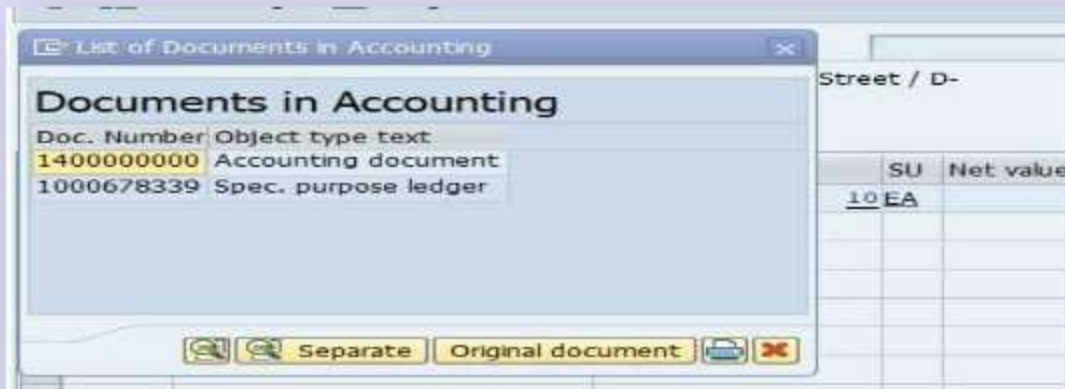 List of Documents in Accounting
Documents in Accounting
Doc. Number Object type text
1400000000 Accounting document
1000678339 Spec. purpose ledger
Separate Original document
Street / D-
SU Net value
10 EA